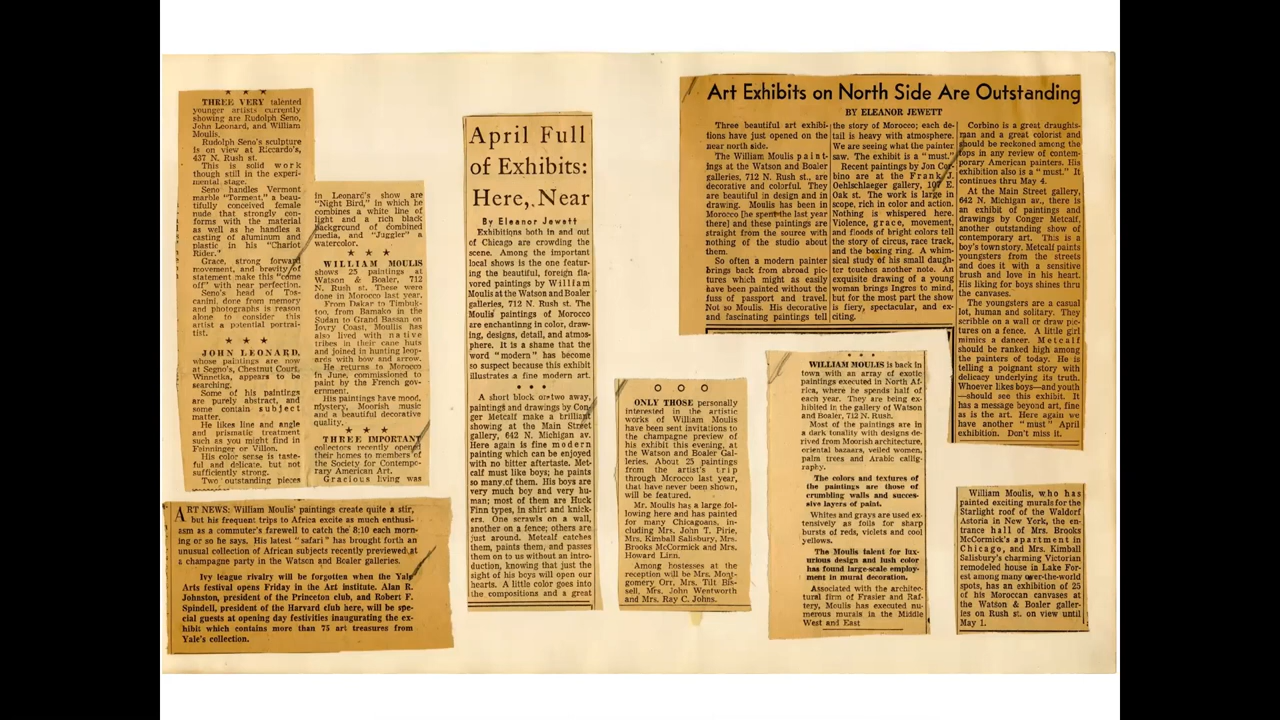 ★ ★ ★
THREE VERY talented
younger artists currently
showing are Rudolph Seno,
John Leonard, and William
Moulis.
Rudolph Seno's sculpture
is on view at Riccardo's,
437 N. Rush st.
This is solid work
though still in the experi-
mental stage.
Seno handles Vermont
marble "Torment," a beau-
tifully conceived female
nude that strongly con-
forms with the material
as well as he handles a
casting of aluminum and
plastic in his "Chariot
Rider."
Grace, strong forward
movement, and brevity of
statement make this "come
off" with near perfection.
Seno's head of Tos-
canini, done from memory
and photographs is reason
alone to consider this
artist a potential portrai-
tist.
★ ★ ★
JOHN LEONARD,
whose paintings are now
at Segno's, Chestnut Court,
Winnetka, appears to be
searching.
Some of his paintings
are purely abstract, and
some contain subject
matter.
He likes line and angle
and prismatic treatment
such as you might find in
Feininger or Villon.
His color sense is taste-
ful and delicate, but not
sufficiently strong.
Two outstanding pieces
in Leonard's show are
"Night Bird," in which he
combines a white line of
light and a rich black
background of combined
media, and "Juggler" a
watercolor.
★ ★ ★
WILLIAM MOULIS
shows 25 paintings at
Watson & Boaler, 712
N. Rush st. These were
done in Morocco last year.
From Dakar to Timbuk-
too, from Bamako in the
Sudan to Grand Bassan on
Ivory Coast, Moulis has
also lived with native
tribes in their cane huts
and joined in hunting leop-
ards with bow and arrow.
He returns to Morocco
in June, commissioned to
paint by the French gov-
ernment.
His paintings have mood,
mystery, Moorish music
and a beautiful decorative
quality.
★ ★ ★
THREE IMPORTANT
collectors recently opened
their homes to members of
the Society for Contempo-
rary American Art.
Gracious living was
ART NEWS: William Moulis' paintings create quite a stir,
but his frequent trips to Africa excite as much enthusi-
asm as a commuter's farewell to catch the 8:10 each morn-
ing or so he says. His latest "safari" has brought forth an
unusual collection of African subjects recently previewed at
a champagne party in the Watson and Boaler galleries.
Ivy league rivalry will be forgotten when the Yale
Arts festival opens Friday in the Art institute. Alan R.
Johnston, president of the Princeton club, and Robert F.
Spindell, president of the Harvard club here, will be spe-
cial guests at opening day festivities inaugurating the ex-
hibit which contains more than 75 art treasures from
Yale's collection.
April Full
of Exhibits:
Here, Near
By Eleanor Jewett
Exhibitions both in and out
of Chicago are crowding the
scene. Among the important
local shows is the one featur-
ing the beautiful, foreign fla-
vored paintings by William
Moulis at the Watson and Boaler
galleries, 712 N. Rush st. The
Moulis paintings of Morocco
are enchanting in color, draw-
ing, designs, detail, and atmos-
phere. It is a shame that the
word "modern" has become
so suspect because this exhibit
illustrates a fine modern art.
• • •
A short block or two away,
paintings and drawings by Con-
ger Metcalf make a brilliant
showing at the Main Street
gallery, 642 N. Michigan av.
Here again is fine modern
painting which can be enjoyed
with no bitter aftertaste. Met-
calf must like boys; he paints
so many of them. His boys are
very much boy and very hu-
man; most of them are Huck
Finn types, in shirt and knick-
ers. One scrawls on a wall,
another on a fence; others are
just around. Metcalf catches
them, paints them, and passes
them on to us without an intro-
duction, knowing that just the
sight of his boys will open our
hearts. A little color goes into
the compositions and a great
O O O
ONLY THOSE personally
interested in the artistic
works of William Moulis
have been sent invitations to
the champagne preview of
his exhibit this evening, at
the Watson and Boaler Gal-
leries. About 25 paintings
from the artist's trip
through Morocco last year,
that have never been shown,
will be featured.
Mr. Moulis has a large fol-
lowing here and has painted
for many Chicagoans, in-
cluding Mrs. John T. Pirie,
Mrs. Kimball Salisbury, Mrs.
Brooks McCormick and Mrs.
Howard Linn.
Among hostesses at the
reception will be Mrs. Mont-
gomery Orr, Mrs. Tilt Bis-
sell, Mrs. John Wentworth
and Mrs. Ray C. Johns.
Art Exhibits on North Side Are Outstanding
BY ELEANOR JEWETT
Three beautiful art exhibi-
tions have just opened on the
near north side.
The William Moulis paint-
ings at the Watson and Boaler
galleries, 712 N. Rush st., are
decorative and colorful. They
are beautiful in design and in
drawing. Moulis has been in
Morocco [he spent the last year
there] and these paintings are
straight from the source with
nothing of the studio about
them.
So often a modern painter
brings back from abroad pic-
tures which might as easily
have been painted without the
fuss of passport and travel.
Not so Moulis. His decorative
and fascinating paintings tell
the story of Morocco; each de-
tail is heavy with atmosphere.
We are seeing what the painter
saw. The exhibit is a "must."
Recent paintings by Jon Cor-
bino are at the Frank J.
Oehlschlaeger gallery, 107 E.
Oak st. The work is large in
scope, rich in color and action.
Nothing is whispered here.
Violence, grace, movement,
and floods of bright colors tell
the story of circus, race track,
and the boxing ring. A whim-
sical study of his small daugh-
ter touches another note. An
exquisite drawing of a young
woman brings Ingres to mind,
but for the most part the show
is fiery, spectacular, and ex-
citing.
Corbino is a great draughts-
man and a great colorist and
should be reckoned among the
tops in any review of contem-
porary American painters. His
exhibition also is a "must." It
continues thru May 4.
At the Main Street gallery,
642 N. Michigan av., there is
an exhibit of paintings and
drawings by Conger Metcalf,
another outstanding show of
contemporary art. This is a
boy's town story. Metcalf paints
youngsters from the streets
and does it with a sensitive
brush and love in his heart.
His liking for boys shines thru
the canvases.
The youngsters are a casual
lot, human and solitary. They
scribble on a wall or draw pic-
tures on a fence. A little girl
mimics a dancer. Metcalf
should be ranked high among
the painters of today. He is
telling a poignant story with
delicacy underlying its truth.
Whoever likes boys—and youth
—should see this exhibit. It
has a message beyond art, fine
as is the art. Here again we
have another "must" April
exhibition. Don't miss it.
• • •
WILLIAM MOULIS is back in
town with an array of exotic
paintings executed in North Af-
rica, where he spends half of
each year. They are being ex-
hibited in the gallery of Watson
and Boaler, 712 N. Rush.
Most of the paintings are in
a dark tonality with designs de-
rived from Moorish architecture,
oriental bazaars, veiled women,
palm trees and Arabic callig-
raphy.
The colors and textures of
the paintings are those of
crumbling walls and succes-
sive layers of paint.
Whites and grays are used ex-
tensively as foils for sharp
bursts of reds, violets and cool
yellows.
The Moulis talent for lux-
urious design and lush color
has found large-scale employ-
ment in mural decoration.
Associated with the architec-
tural firm of Frasier and Raf-
tery, Moulis has executed nu-
merous murals in the Middle
West and East
William Moulis, who has
painted exciting murals for the
Starlight roof of the Waldorf
Astoria in New York, the en-
trance hall of Mrs. Brooks
McCormick's apartment in
Chicago, and Mrs. Kimball
Salisbury's charming Victorian
remodeled house in Lake For-
est among many over-the-world
spots, has an exhibition of 25
of his Moroccan canvases at
the Watson & Boaler galler-
ies on Rush st. on view until
May 1.